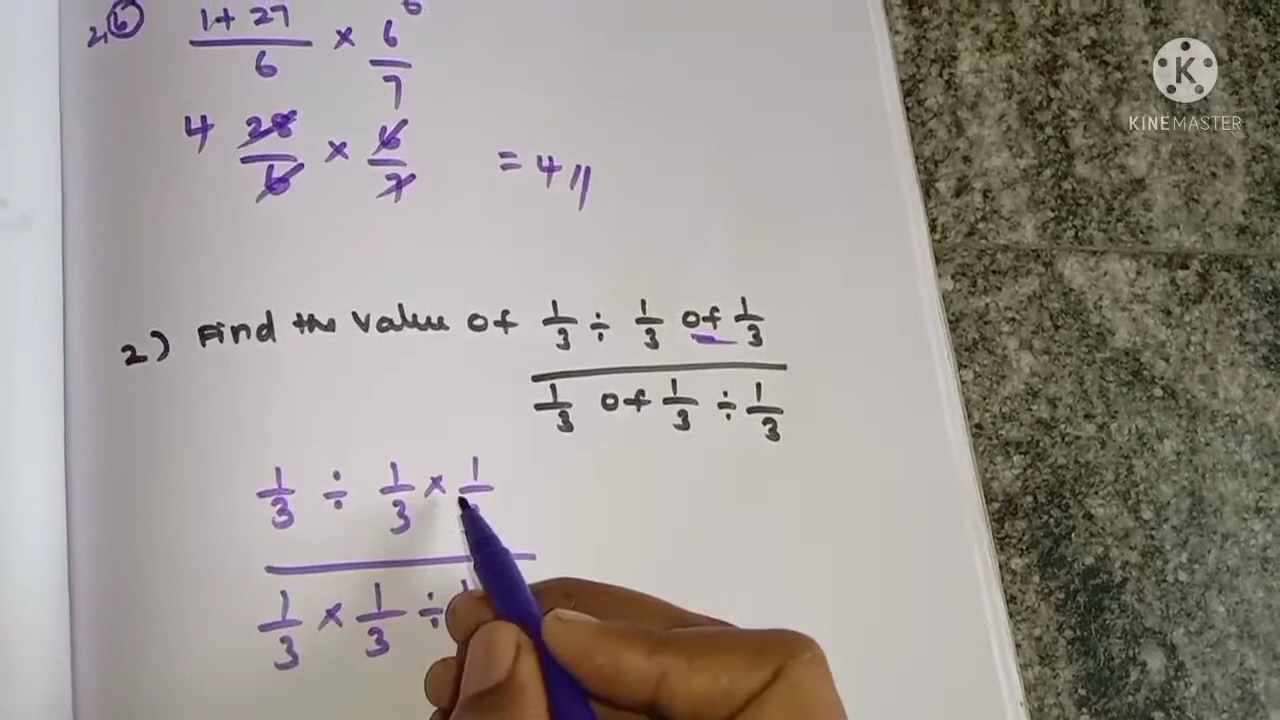 2, 6 1+27/6 × 6/7 6
4 28/6 × 6/7 = 4 //
KINEMASTER
2) Find the value of 1/3 ÷ 1/3 of 1/3
1/3 of 1/3 ÷ 1/3
1/3 ÷ 1/3 × 1/
1/3 × 1/3 ÷